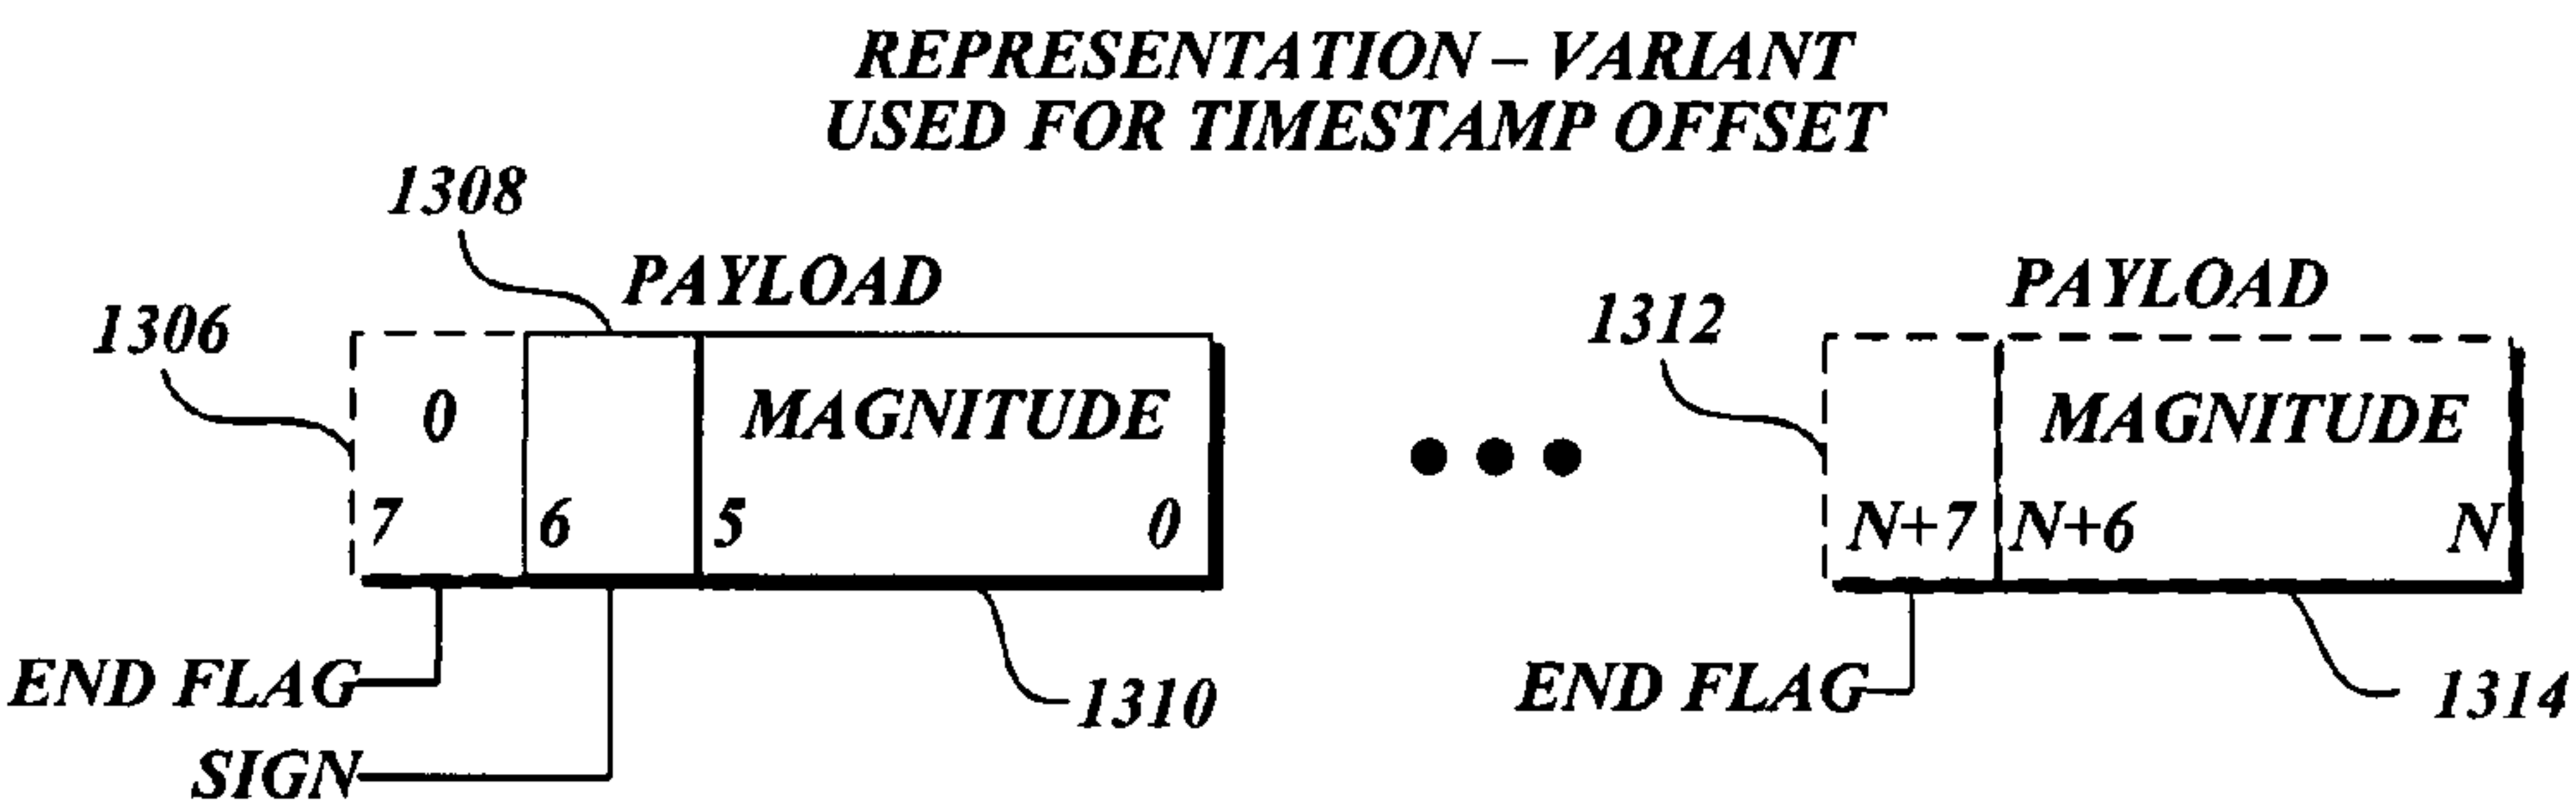 REPRESENTATION – VARIANT
USED FOR TIMESTAMP OFFSET
1308
PAYLOAD
1306
0
MAGNITUDE
7 6 5 0
END FLAG
SIGN
1310
PAYLOAD
1312
MAGNITUDE
N+7 N+6 N
END FLAG
1314